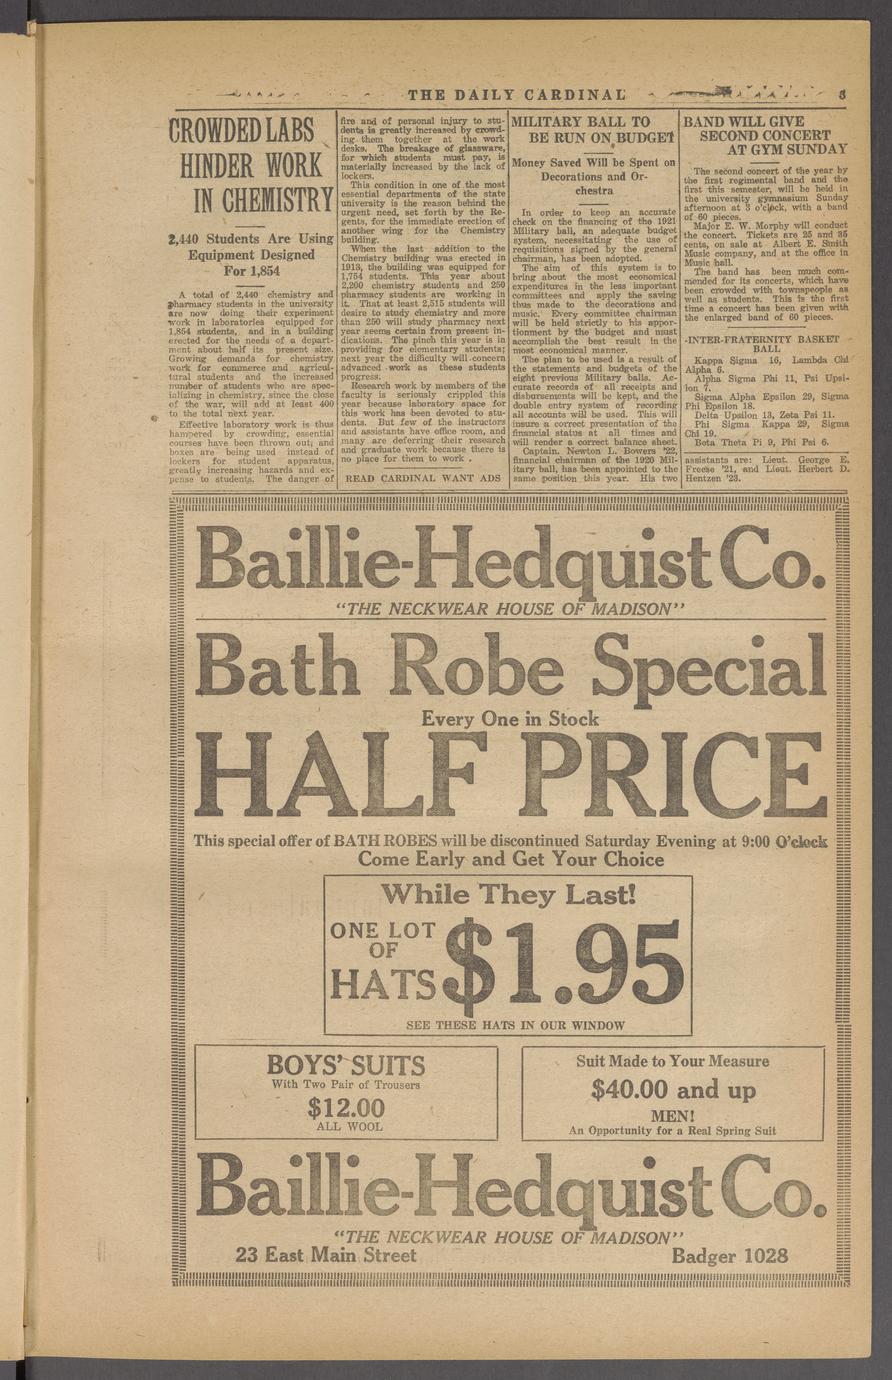 THE DAILY CARDINAL
3
CROWDED LABS
HINDER WORK
IN CHEMISTRY
2,440 Students Are Using
Equipment Designed
For 1,854
A total of 2,440 chemistry and
pharmacy students in the university
are now doing their experiment
work in laboratories equipped for
1,854 students, and in a building
erected for the needs of a depart-
ment about half its present size.
Growing demands for chemistry
work for commerce and agricul-
tural students and the increased
number of students who are spec-
ializing in chemistry, since the close
of the war, will add at least 400
to the total next year.
Effective laboratory work is thus
hampered by crowding, essential
courses have been thrown out; and
boxes are being used instead of
lockers for student apparatus,
greatly increasing hazards and ex-
pense to students. The danger of
fire and of personal injury to stu-
dents is greatly increased by crowd-
ing them together at the work
desks. The breakage of glassware,
for which students must pay, is
materially increased by the lack of
lockers.
This condition in one of the most
essential departments of the state
university is the reason behind the
urgent need, set forth by the Re-
gents, for the immediate erection of
another wing for the Chemistry
building.
When the last addition to the
Chemistry building was erected in
1913, the building was equipped for
1,754 students. This year about
2,200 chemistry students and 250
pharmacy students are working in
it. That at least 2,515 students will
desire to study chemistry and more
than 250 will study pharmacy next
year seems certain from present in-
dications. The pinch this year is in
providing for elementary students;
next year the difficulty will concern
advanced work as these students
progress.
Research work by members of the
faculty is seriously crippled this
year because laboratory space for
this work has been devoted to stu-
dents. But few of the instructors
and assistants have office room, and
many are deferring their research
and graduate work because there is
no place for them to work .
READ CARDINAL WANT ADS
MILITARY BALL TO
BE RUN ON BUDGET
Money Saved Will be Spent on
Decorations and Or-
chestra
In order to keep an accurate
check on the financing of the 1921
Military ball, an adequate budget
system, necessitating the use of
requisitions signed by the general
chairman, has been adopted.
The aim of this system is to
bring about the most economical
expenditures in the less important
committees and apply the saving
thus made to the decorations and
music. Every committee chairman
will be held strictly to his appor-
tionment by the budget and must
accomplish the best result in the
most economical manner.
The plan to be used is a result of
the statements and budgets of the
eight previous Military balls. Ac-
curate records of all receipts and
disbursements will be kept, and the
double entry system of recording
all accounts will be used. This will
insure a correct presentation of the
financial status at all times and
will render a correct balance sheet.
Captain. Newton L. Bowers '22,
financial chairman of the 1920 Mil-
itary ball, has been appointed to the
same position this year. His two
BAND WILL GIVE
SECOND CONCERT
AT GYM SUNDAY
The second concert of the year by
the first regimental band and the
first this semester, will be held in
the university gymnasium Sunday
afternoon at 3 o'clock, with a band
of 60 pieces.
Major E. W. Morphy will conduct
the concert. Tickets are 25 and 35
cents, on sale at Albert E. Smith
Music company, and at the office in
Music hall.
The band has been much com-
mended for its concerts, which have
been crowded with townspeople as
well as students. This is the first
time a concert has been given with
the enlarged band of 60 pieces.
INTER-FRATERNITY BASKET
BALL
Kappa Sigma 16, Lambda Chi
Alpha 6.
Alpha Sigma Phi 11, Psi Upsi-
lon 7.
Sigma Alpha Epsilon 29, Sigma
Phi Epsilon 18.
Delta Upsilon 13, Zeta Psi 11.
Phi Sigma Kappa 29, Sigma
Chi 19.
Beta Theta Pi 9, Phi Psi 6.
assistants are: Lieut. George E.
Freese '21, and Lieut. Herbert D.
Hentzen '23.
Baillie-Hedquist Co.
"THE NECKWEAR HOUSE OF MADISON"
Bath Robe Special
Every One in Stock
HALF PRICE
This special offer of BATH ROBES will be discontinued Saturday Evening at 9:00 O'clock
Come Early and Get Your Choice
While They Last!
ONE LOT
OF
HATS
$1.95
SEE THESE HATS IN OUR WINDOW
BOYS' SUITS
With Two Pair of Trousers
$12.00
ALL WOOL
Suit Made to Your Measure
$40.00 and up
MEN!
An Opportunity for a Real Spring Suit
Baillie-Hedquist Co.
"THE NECKWEAR HOUSE OF MADISON"
23 East Main Street
Badger 1028